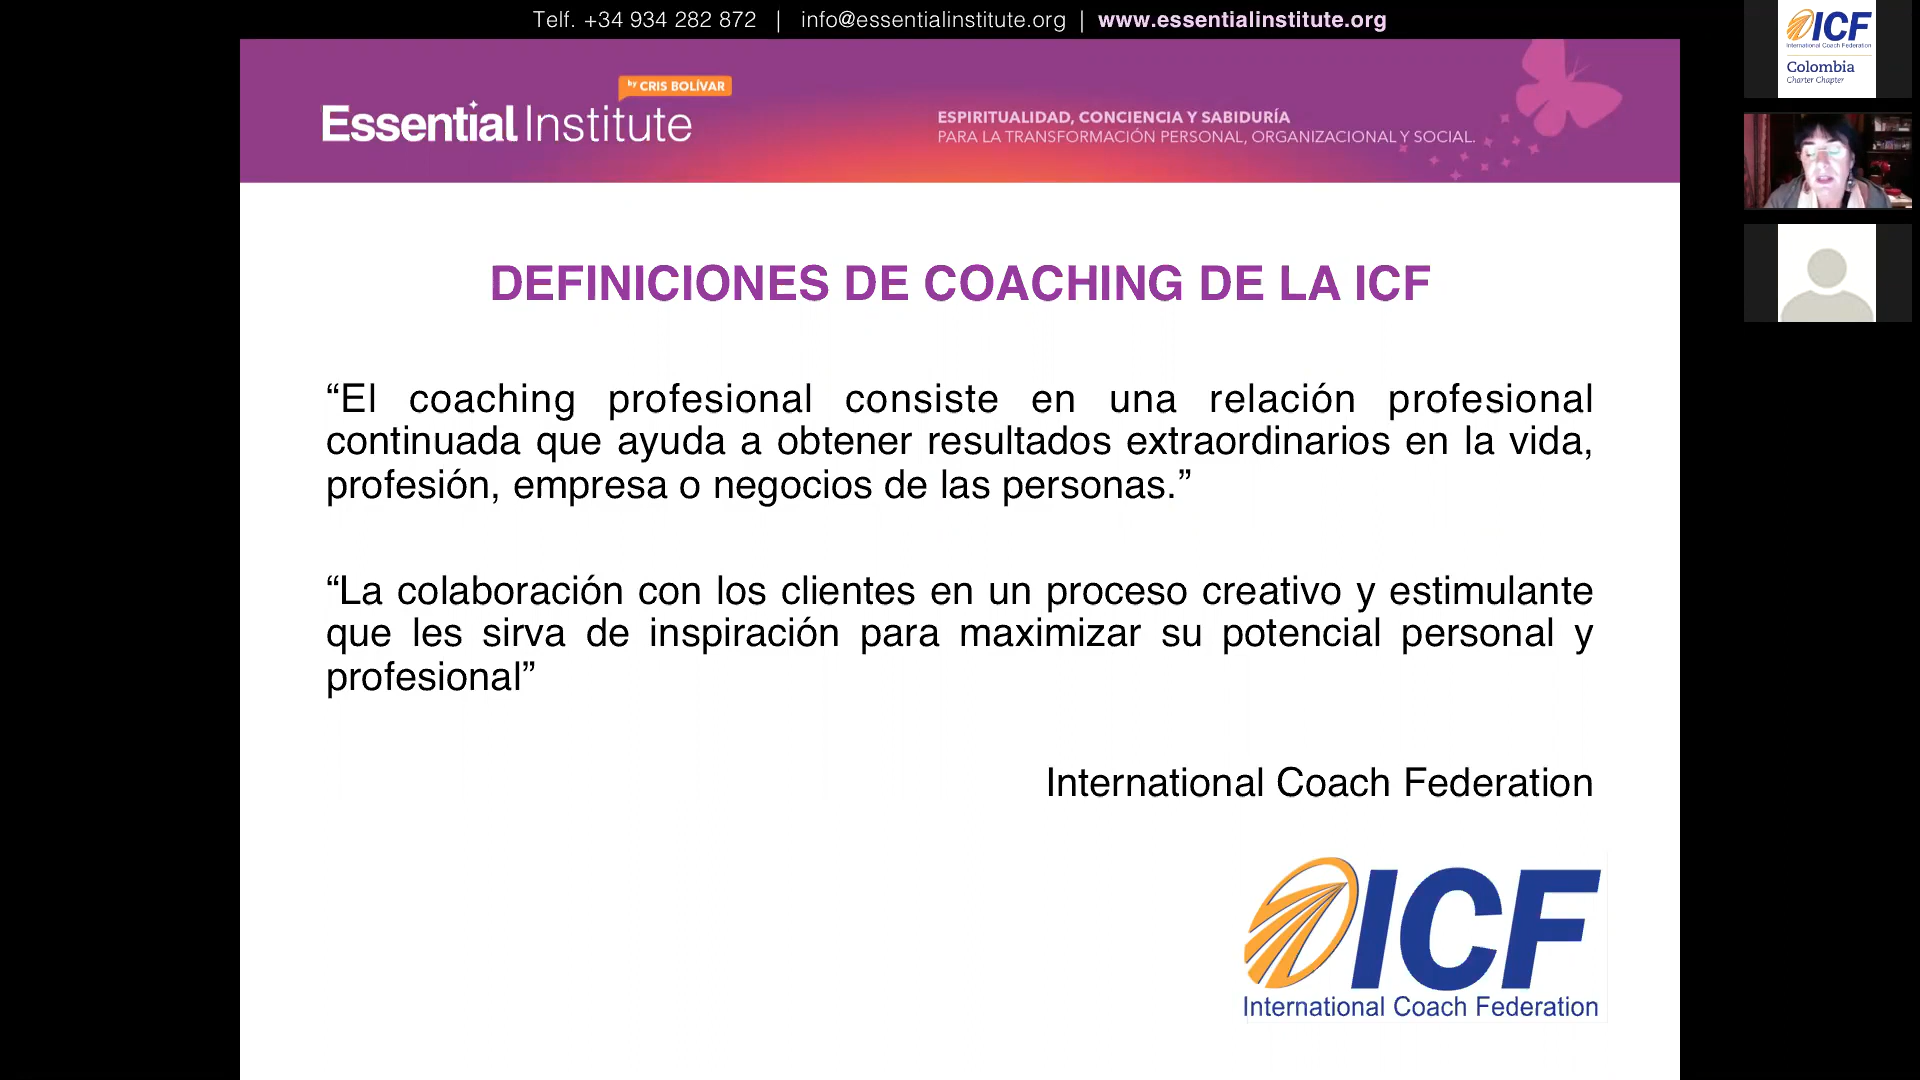 Telf. +34 934 282 872 | info@essentialinstitute.org | www.essentialinstitute.org
by CRIS BOLÍVAR
Essential Institute
ESPIRITUALIDAD, CONCIENCIA Y SABIDURÍA
PARA LA TRANSFORMACIÓN PERSONAL, ORGANIZACIONAL Y SOCIAL.
DEFINICIONES DE COACHING DE LA ICF
“El coaching profesional consiste en una relación profesional
continuada que ayuda a obtener resultados extraordinarios en la vida,
profesión, empresa o negocios de las personas.”
“La colaboración con los clientes en un proceso creativo y estimulante
que les sirva de inspiración para maximizar su potencial personal y
profesional”
International Coach Federation
ICF
International Coach Federation
ICF
International Coach Federation
Colombia
Charter Chapter